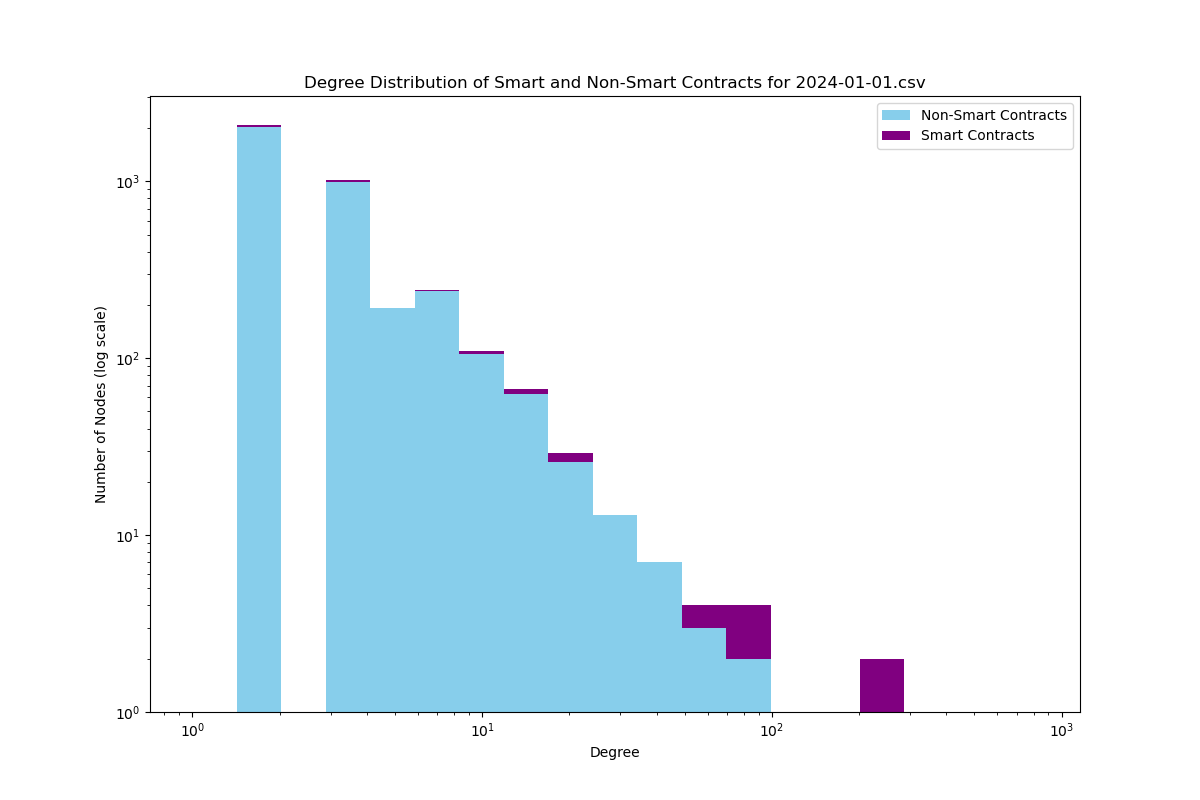 Degree Distribution of Smart and Non-Smart Contracts for 2024-01-01.csv
Non-Smart Contracts
Smart Contracts
Number of Nodes (log scale)
10³
10²
10¹
10⁰
10⁰ 10¹ 10² 10³
Degree